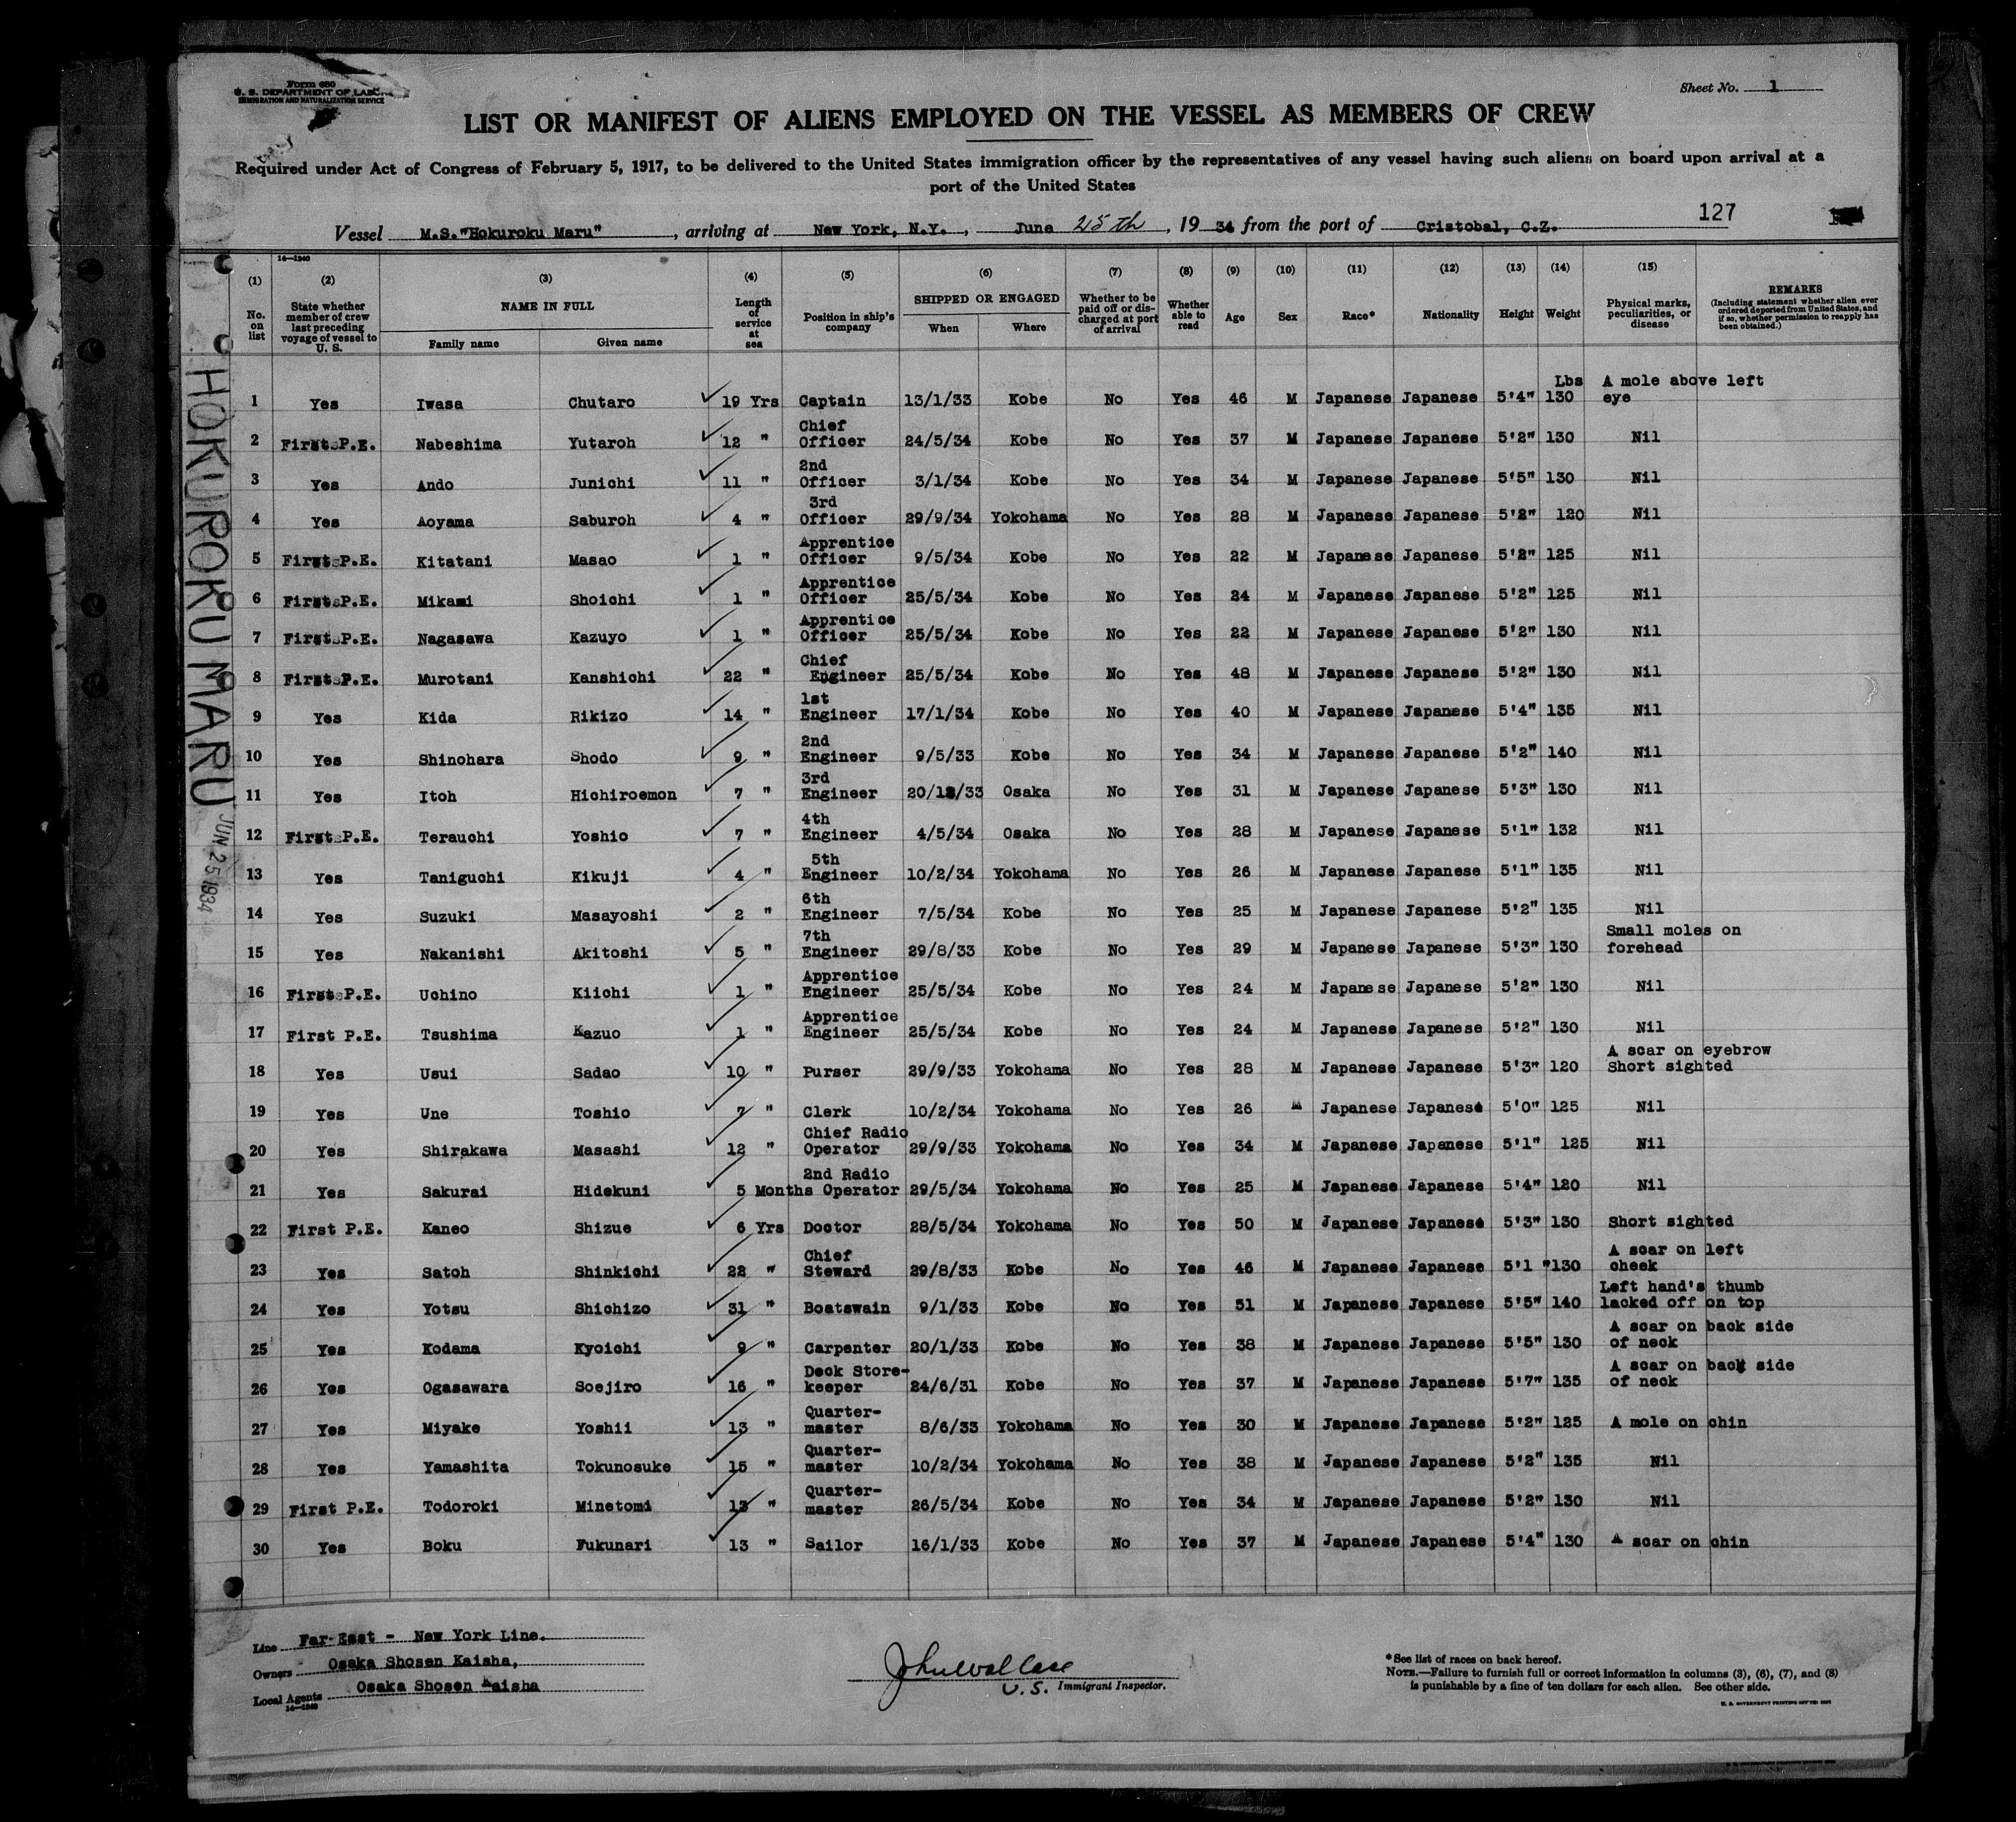 Form 680
U. S. DEPARTMENT OF LABOR
IMMIGRATION AND NATURALIZATION SERVICE
Sheet No. 1
LIST OR MANIFEST OF ALIENS EMPLOYED ON THE VESSEL AS MEMBERS OF CREW
Required under Act of Congress of February 5, 1917, to be delivered to the United States immigration officer by the representatives of any vessel having such aliens on board upon arrival at a
port of the United States
127
Vessel M.S."Hokuroku Maru", arriving at New York, N.Y., June 25th, 1934 from the port of Cristobal, C.Z.
14—1240
(1) No. on list (2) State whether member of crew last preceding voyage of vessel to U. S. (3) NAME IN FULL Family name Given name (4) Length of service at sea (5) Position in ship's company (6) SHIPPED OR ENGAGED When Where (7) Whether to be paid off or discharged at port of arrival (8) Whether able to read (9) Age (10) Sex (11) Race* (12) Nationality (13) Height (14) Weight (15) Physical marks, peculiarities, or disease REMARKS (Including statement whether alien ever ordered deported from United States, and if so, whether permission to reapply has been obtained.)
1 Yes Iwasa Chutaro 19 Yrs Captain 13/1/33 Kobe No Yes 46 M Japanese Japanese 5'4" Lbs 130 A mole above left eye
2 First P.E. Nabeshima Yutaroh 12 " Chief Officer 24/5/34 Kobe No Yes 37 M Japanese Japanese 5'2" 130 Nil
3 Yes Ando Junichi 11 " 2nd Officer 3/1/34 Kobe No Yes 34 M Japanese Japanese 5'5" 130 Nil
4 Yes Aoyama Saburoh 4 " 3rd Officer 29/9/34 Yokohama No Yes 28 M Japanese Japanese 5'2" 120 Nil
5 First P.E. Kitatani Masao 1 " Apprentice Officer 9/5/34 Kobe No Yes 22 M Japanese Japanese 5'2" 125 Nil
6 First P.E. Mikami Shoichi 1 " Apprentice Officer 25/5/34 Kobe No Yes 24 M Japanese Japanese 5'2" 125 Nil
7 First P.E. Nagasawa Kazuyo 1 " Apprentice Officer 25/5/34 Kobe No Yes 22 M Japanese Japanese 5'2" 130 Nil
8 First P.E. Murotani Kanshichi 22 " Chief Engineer 25/5/34 Kobe No Yes 48 M Japanese Japanese 5'2" 130 Nil
9 Yes Kida Rikizo 14 " 1st Engineer 17/1/34 Kobe No Yes 40 M Japanese Japanese 5'4" 135 Nil
10 Yes Shinohara Shodo 9 " 2nd Engineer 9/5/33 Kobe No Yes 34 M Japanese Japanese 5'2" 140 Nil
11 Yes Itoh Hichiroemon 7 " 3rd Engineer Osaka No Yes 31 M Japanese Japanese 5'3" 130 Nil
12 First P.E. Terauchi Yoshio 7 " 4th Engineer 4/5/34 Osaka No Yes 28 M Japanese Japanese 5'1" 132 Nil
13 Yes Taniguchi Kikuji 4 " 5th Engineer 10/2/34 Yokohama No Yes 26 M Japanese Japanese 5'1" 135 Nil
14 Yes Suzuki Masayoshi 2 " 6th Engineer 7/5/34 Kobe No Yes 25 M Japanese Japanese 5'2" 135 Nil
15 Yes Nakanishi Akitoshi 5 " 7th Engineer 29/8/33 Kobe No Yes 29 M Japanese Japanese 5'3" 130 Small moles on forehead
16 First P.E. Uchino Kiichi 1 " Apprentice Engineer 25/5/34 Kobe No Yes 24 M Japanese Japanese 5'2" 130 Nil
17 First P.E. Tsushima Kazuo 1 " Apprentice Engineer 25/5/34 Kobe No Yes 24 M Japanese Japanese 5'2" 130 Nil
18 Yes Usui Sadao 10 " Purser 29/9/33 Yokohama No Yes 28 M Japanese Japanese 5'3" 120 A scar on eyebrow Short sighted
19 Yes Une Toshio 7 " Clerk 10/2/34 Yokohama No Yes 26 M Japanese Japanese 5'0" 125 Nil
20 Yes Shirakawa Masashi 12 " Chief Radio Operator 29/9/33 Yokohama No Yes 34 M Japanese Japanese 5'1" 125 Nil
21 Yes Sakurai Hidekuni 5 Months 2nd Radio Operator 29/5/34 Yokohama No Yes 25 M Japanese Japanese 5'4" 120 Nil
22 First P.E. Kaneo Shizue 6 Yrs Doctor 28/5/34 Yokohama No Yes 50 M Japanese Japanese 5'3" 130 Short sighted
23 Yes Satoh Shinkichi 22 " Chief Steward 29/8/33 Kobe No Yes 46 M Japanese Japanese 5'1 "130 A scar on left cheek
24 Yes Yotsu Shichizo 31 " Boatswain 9/1/33 Kobe No Yes 51 M Japanese Japanese 5'5" 140 Left hand's thumb lacked off on top
25 Yes Kodama Kyoichi 9 " Carpenter 20/1/33 Kobe No Yes 38 M Japanese Japanese 5'5" 130 A scar on back side of neck
26 Yes Ogasawara Soejiro 16 " Deck Store-keeper 24/6/31 Kobe No Yes 37 M Japanese Japanese 5'7" 135 A scar on back side of neck
27 Yes Miyake Yoshii 13 " Quarter-master 8/6/33 Yokohama No Yes 30 M Japanese Japanese 5'2" 125 A mole on chin
28 Yes Yamashita Tokunosuke 15 " Quarter-master 10/2/34 Yokohama No Yes 38 M Japanese Japanese 5'2" 135 Nil
29 First P.E. Todoroki Minetomi 13 " Quarter-master 26/5/34 Kobe No Yes 34 M Japanese Japanese 5'2" 130 Nil
30 Yes Boku Fukunari 13 " Sailor 16/1/33 Kobe No Yes 37 M Japanese Japanese 5'4" 130 A scar on chin
HOKUROKU MARU
JUN 25 1934
Line Far-East - New York Line.
Owners Osaka Shosen Kaisha,
Local Agents Osaka Shosen Kaisha
14—1240
John Wallace
U.S. Immigrant Inspector.
*See list of races on back hereof.
NOTE.—Failure to furnish full or correct information in columns (3), (6), (7), and (8)
is punishable by a fine of ten dollars for each alien. See other side.